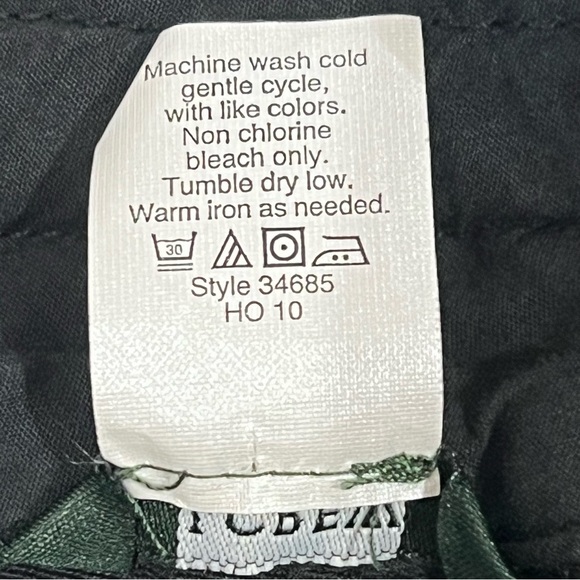 Machine wash cold
gentle cycle,
with like colors.
Non chlorine
bleach only.
Tumble dry low.
Warm iron as needed.
30
Style 34685
HO 10